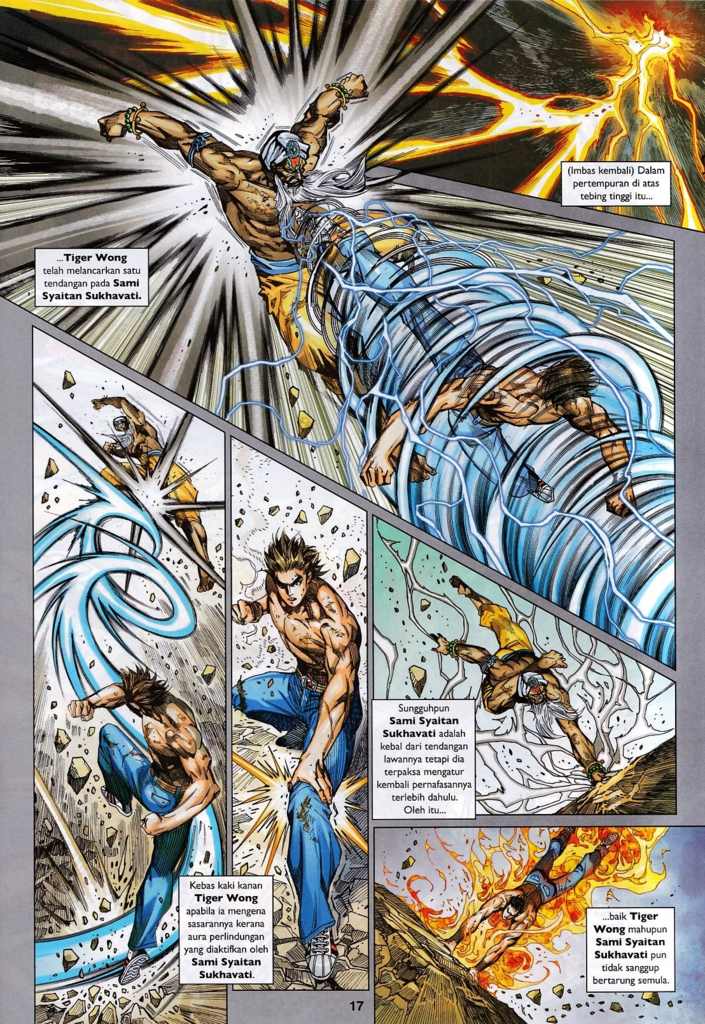 (Imbas kembali) Dalam
pertempuran di atas
tebing tinggi itu...
...Tiger Wong
telah melancarkan satu
tendangan pada Sami
Syaitan Sukhavati.
Kebas kaki kanan
Tiger Wong
apabila ia mengena
sasarannya kerana
aura perlindungan
yang diaktifkan oleh
Sami Syaitan
Sukhavati.
Sungguhpun
Sami Syaitan
Sukhavati adalah
kebal dari tendangan
lawannya tetapi dia
terpaksa mengatur
kembali pernafasannya
terlebih dahulu.
Oleh itu...
...baik Tiger
Wong mahupun
Sami Syaitan
Sukhavati pun
tidak sanggup
bertarung semula.
17